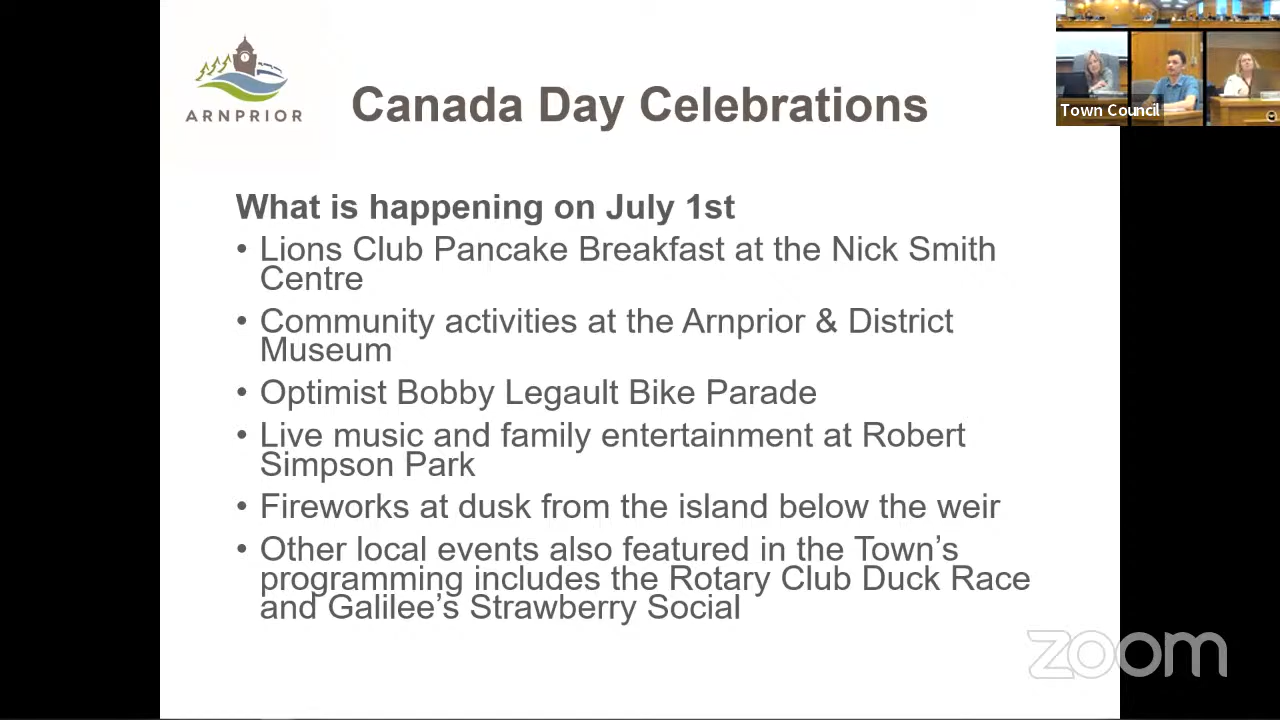 ARNPRIOR
Canada Day Celebrations
Town Council
What is happening on July 1st
• Lions Club Pancake Breakfast at the Nick Smith
Centre
• Community activities at the Arnprior & District
Museum
• Optimist Bobby Legault Bike Parade
• Live music and family entertainment at Robert
Simpson Park
• Fireworks at dusk from the island below the weir
• Other local events also featured in the Town’s
programming includes the Rotary Club Duck Race
and Galilee’s Strawberry Social
zoom